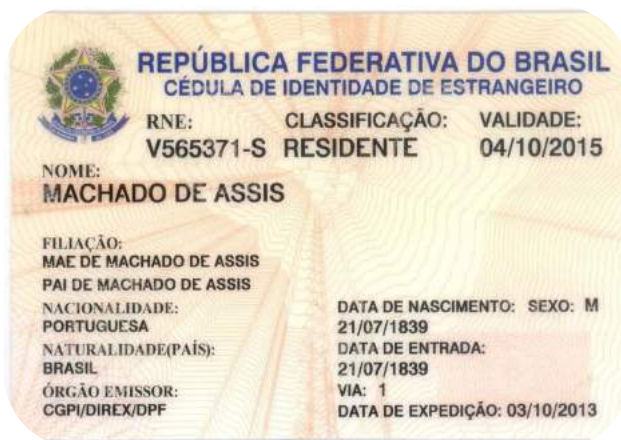 REPÚBLICA FEDERATIVA DO BRASIL
CÉDULA DE IDENTIDADE DE ESTRANGEIRO
RNE: CLASSIFICAÇÃO: VALIDADE:
V565371-S RESIDENTE 04/10/2015
NOME:
MACHADO DE ASSIS
FILIAÇÃO:
MAE DE MACHADO DE ASSIS
PAI DE MACHADO DE ASSIS
NACIONALIDADE:
PORTUGUESA
NATURALIDADE(PAÍS):
BRASIL
ÓRGÃO EMISSOR:
CGPI/DIREX/DPF
DATA DE NASCIMENTO: SEXO: M
21/07/1839
DATA DE ENTRADA:
21/07/1839
VIA: 1
DATA DE EXPEDIÇÃO: 03/10/2013